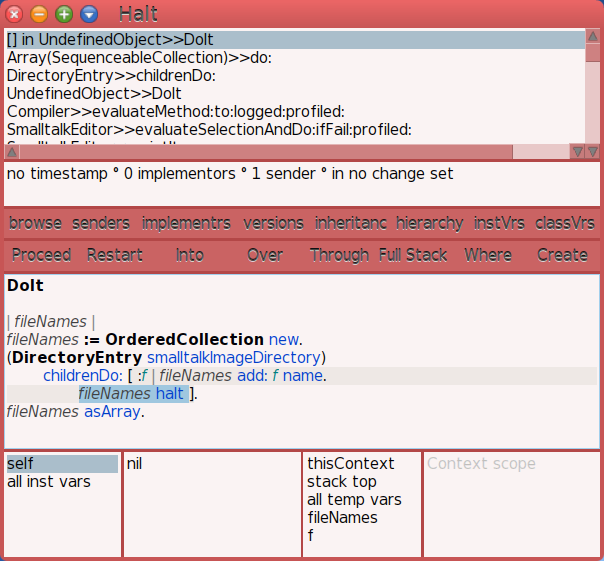 Halt
[] in UndefinedObject>>DoIt
Array(SequenceableCollection)>>do:
DirectoryEntry>>childrenDo:
UndefinedObject>>DoIt
Compiler>>evaluateMethod:to:logged:profiled:
SmalltalkEditor>>evaluateSelectionAndDo:ifFail:profiled:
no timestamp ° 0 implementors ° 1 sender ° in no change set
browse senders implementrs versions inheritanc hierarchy instVrs classVrs
Proceed Restart Into Over Through Full Stack Where Create
DoIt
| fileNames |
fileNames := OrderedCollection new.
(DirectoryEntry smalltalkImageDirectory)
childrenDo: [ :f | fileNames add: f name.
fileNames halt ].
fileNames asArray.
self
all inst vars
nil
thisContext
stack top
all temp vars
fileNames
f
Context scope